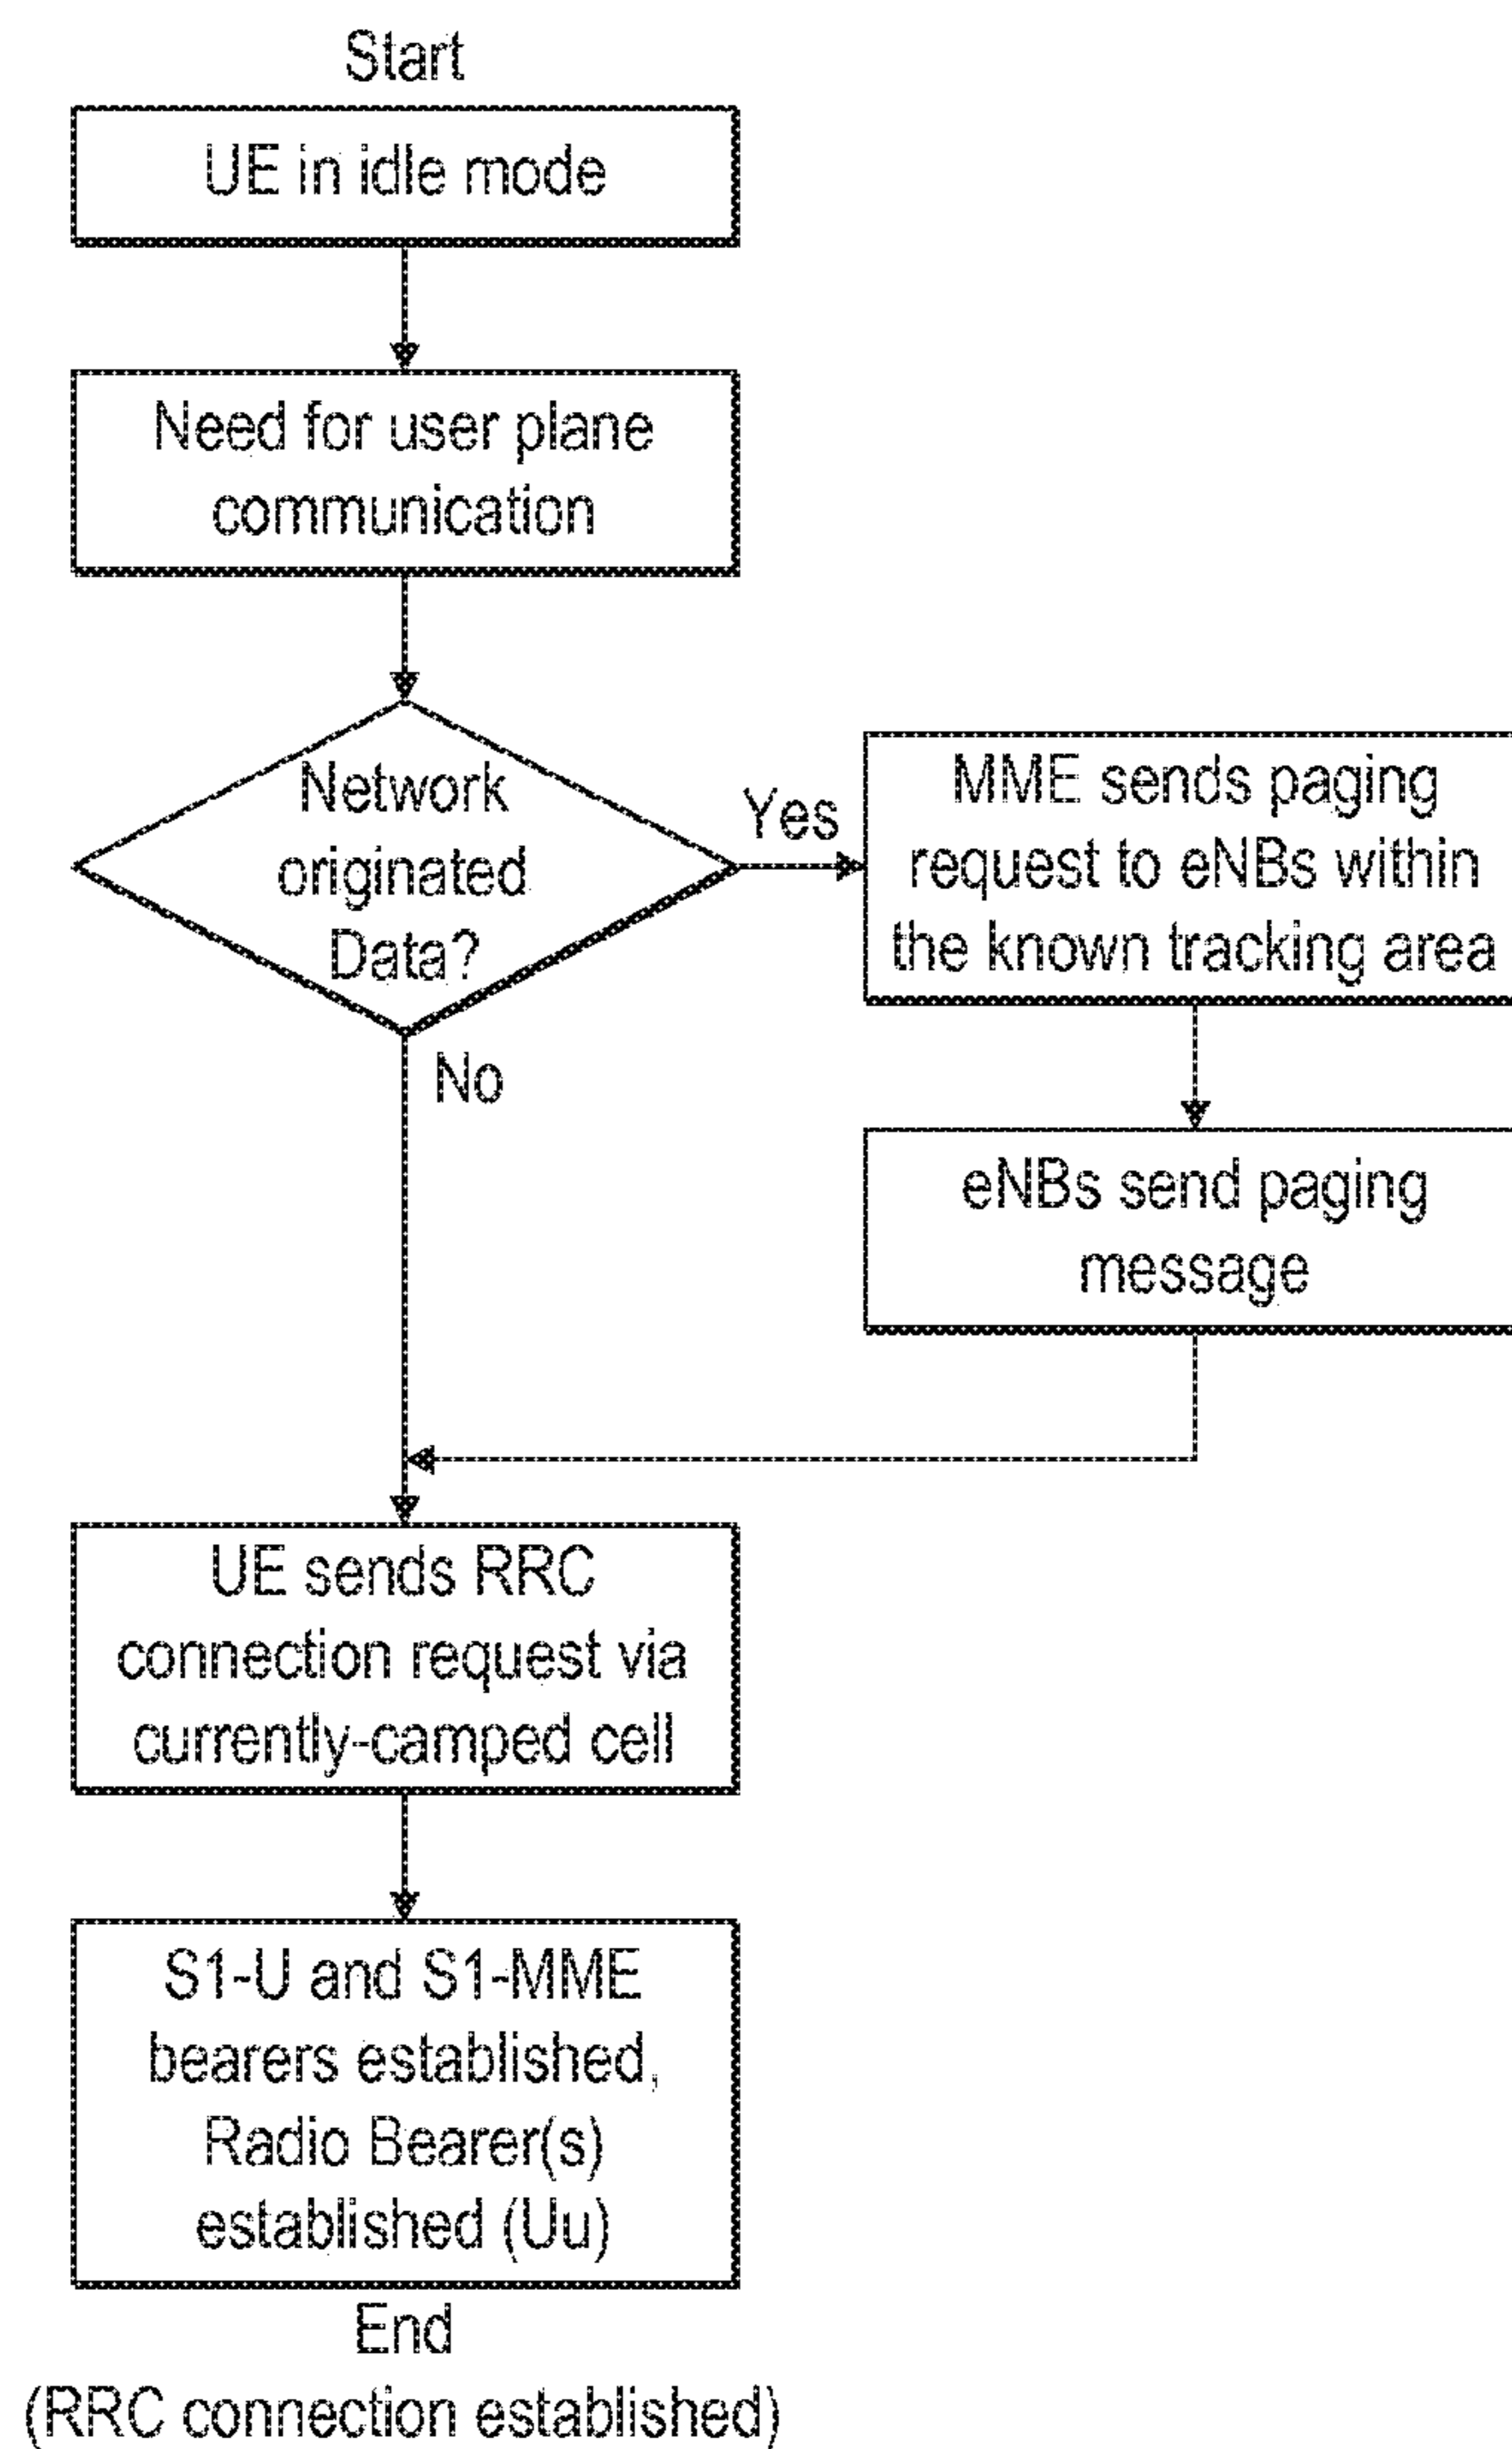 Start
UE in idle mode
Need for user plane
communication
Network
originated
Data?
Yes
MME sends paging
request to eNBs within
the known tracking area
No
eNBs send paging
message
UE sends RRC
connection request via
currently-camped cell
S1-U and S1-MME
bearers established,
Radio Bearer(s)
established (Uu)
End
(RRC connection established)